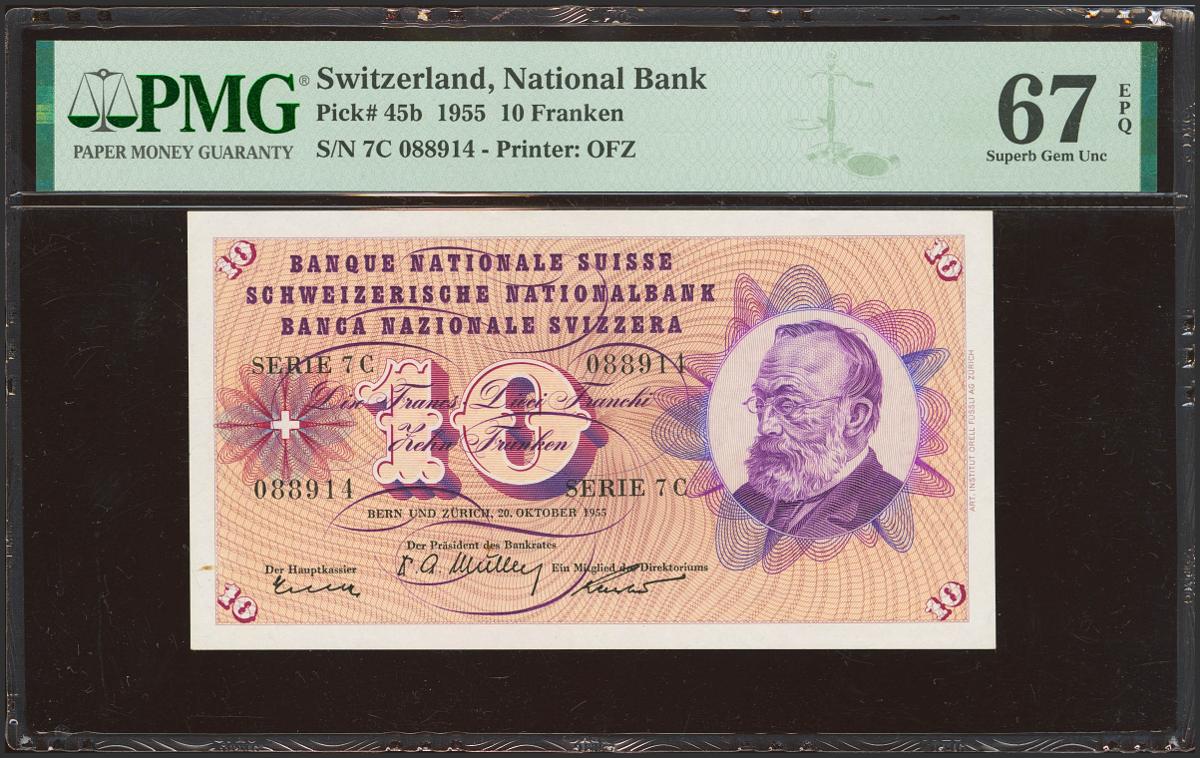 PMG®
PAPER MONEY GUARANTY
Switzerland, National Bank
Pick# 45b 1955 10 Franken
S/N 7C 088914 - Printer: OFZ
67
EPQ
Superb Gem Unc
10
10
BANQUE NATIONALE SUISSE
SCHWEIZERISCHE NATIONALBANK
BANCA NAZIONALE SVIZZERA
SERIE 7 C
088914
10
Dix Francs Dieci Franchi
Zehn Franken
088914
SERIE 7 C
BERN UND ZÜRICH, 20. OKTOBER 1955
Der Präsident des Bankrates
Der Hauptkassier
Ein Mitglied des Direktoriums
10
10
ART. INSTITUT ORELL FÜSSLI AG ZÜRICH